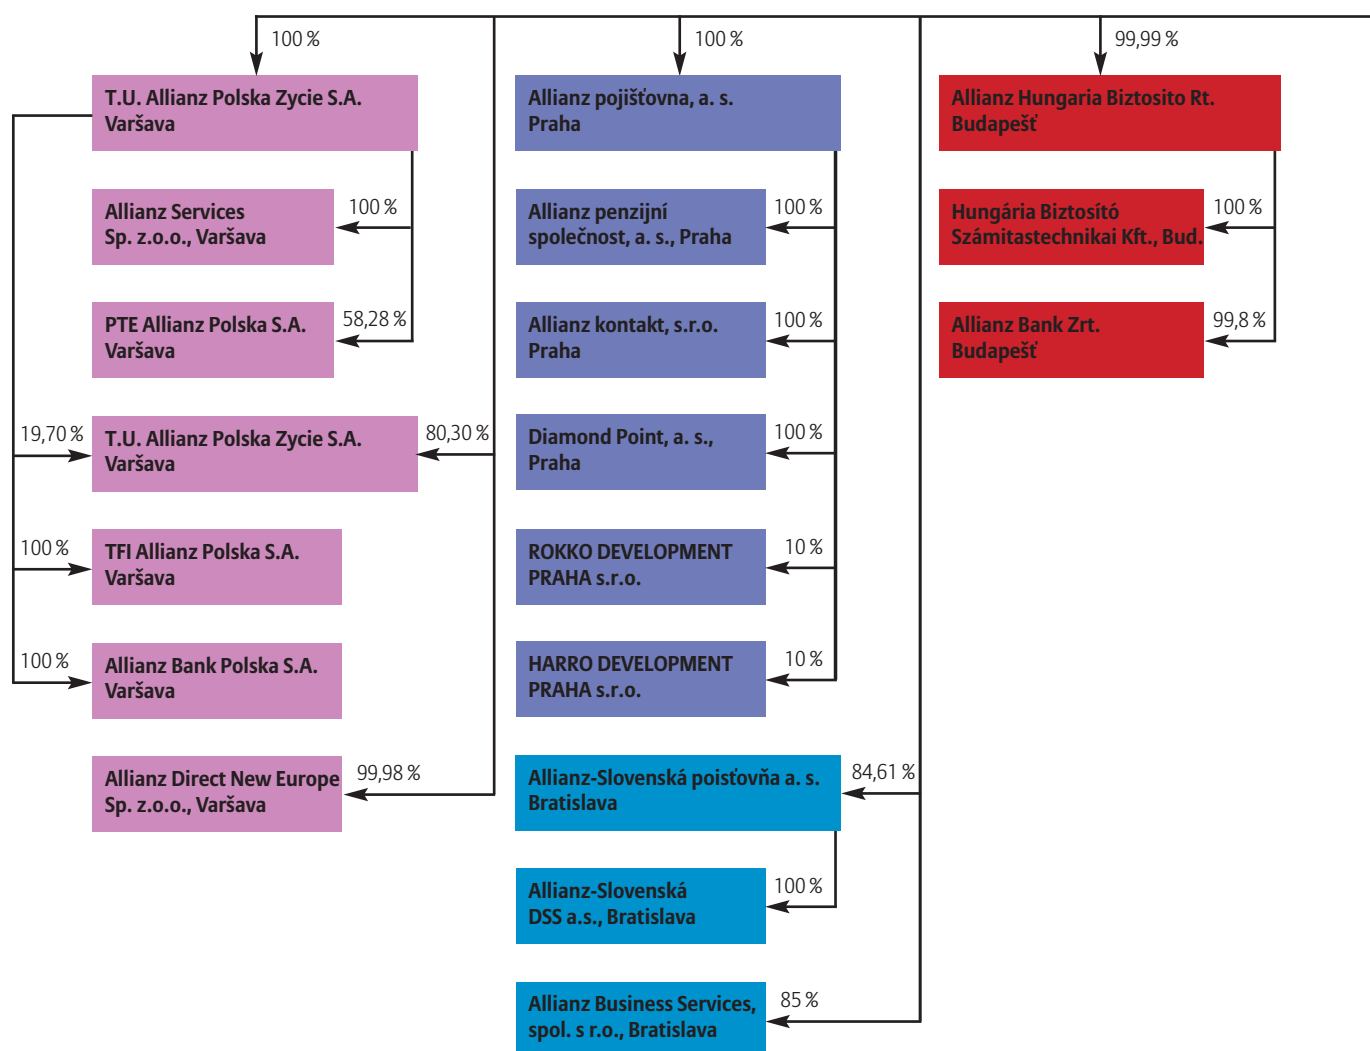 100 %
100 %
99,99 %
T.U. Allianz Polska Zycie S.A.
Varšava
Allianz Services
Sp. z.o.o., Varšava
100 %
PTE Allianz Polska S.A.
Varšava
58,28 %
19,70 %
T.U. Allianz Polska Zycie S.A.
Varšava
80,30 %
100 %
TFI Allianz Polska S.A.
Varšava
100 %
Allianz Bank Polska S.A.
Varšava
Allianz Direct New Europe
Sp. z.o.o., Varšava
99,98 %
Allianz pojišťovna, a. s.
Praha
Allianz penzijní
společnost, a. s., Praha
100 %
Allianz kontakt, s.r.o.
Praha
100 %
Diamond Point, a. s.,
Praha
100 %
ROKKO DEVELOPMENT
PRAHA s.r.o.
10 %
HARRO DEVELOPMENT
PRAHA s.r.o.
10 %
Allianz-Slovenská poisťovňa a. s.
Bratislava
84,61 %
Allianz-Slovenská
DSS a.s., Bratislava
100 %
Allianz Business Services,
spol. s r.o., Bratislava
85 %
Allianz Hungaria Biztosito Rt.
Budapešť
Hungária Biztosító
Számitastechnikai Kft., Bud.
100 %
Allianz Bank Zrt.
Budapešť
99,8 %